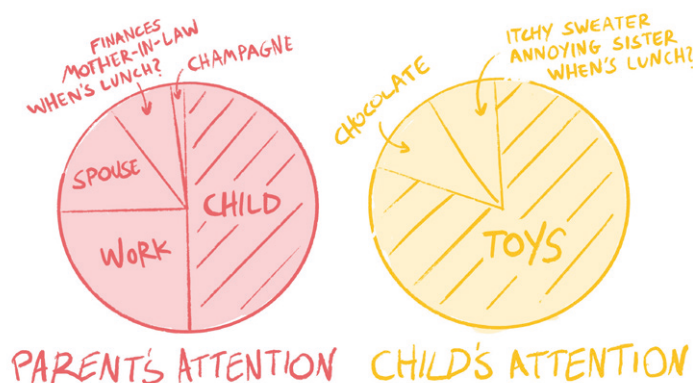 FINANCES
MOTHER-IN-LAW
WHEN'S LUNCH?
CHAMPAGNE
SPOUSE
CHILD
WORK
PARENT'S ATTENTION
ITCHY SWEATER
ANNOYING SISTER
WHEN'S LUNCH?
CHOCOLATE
TOYS
CHILD'S ATTENTION